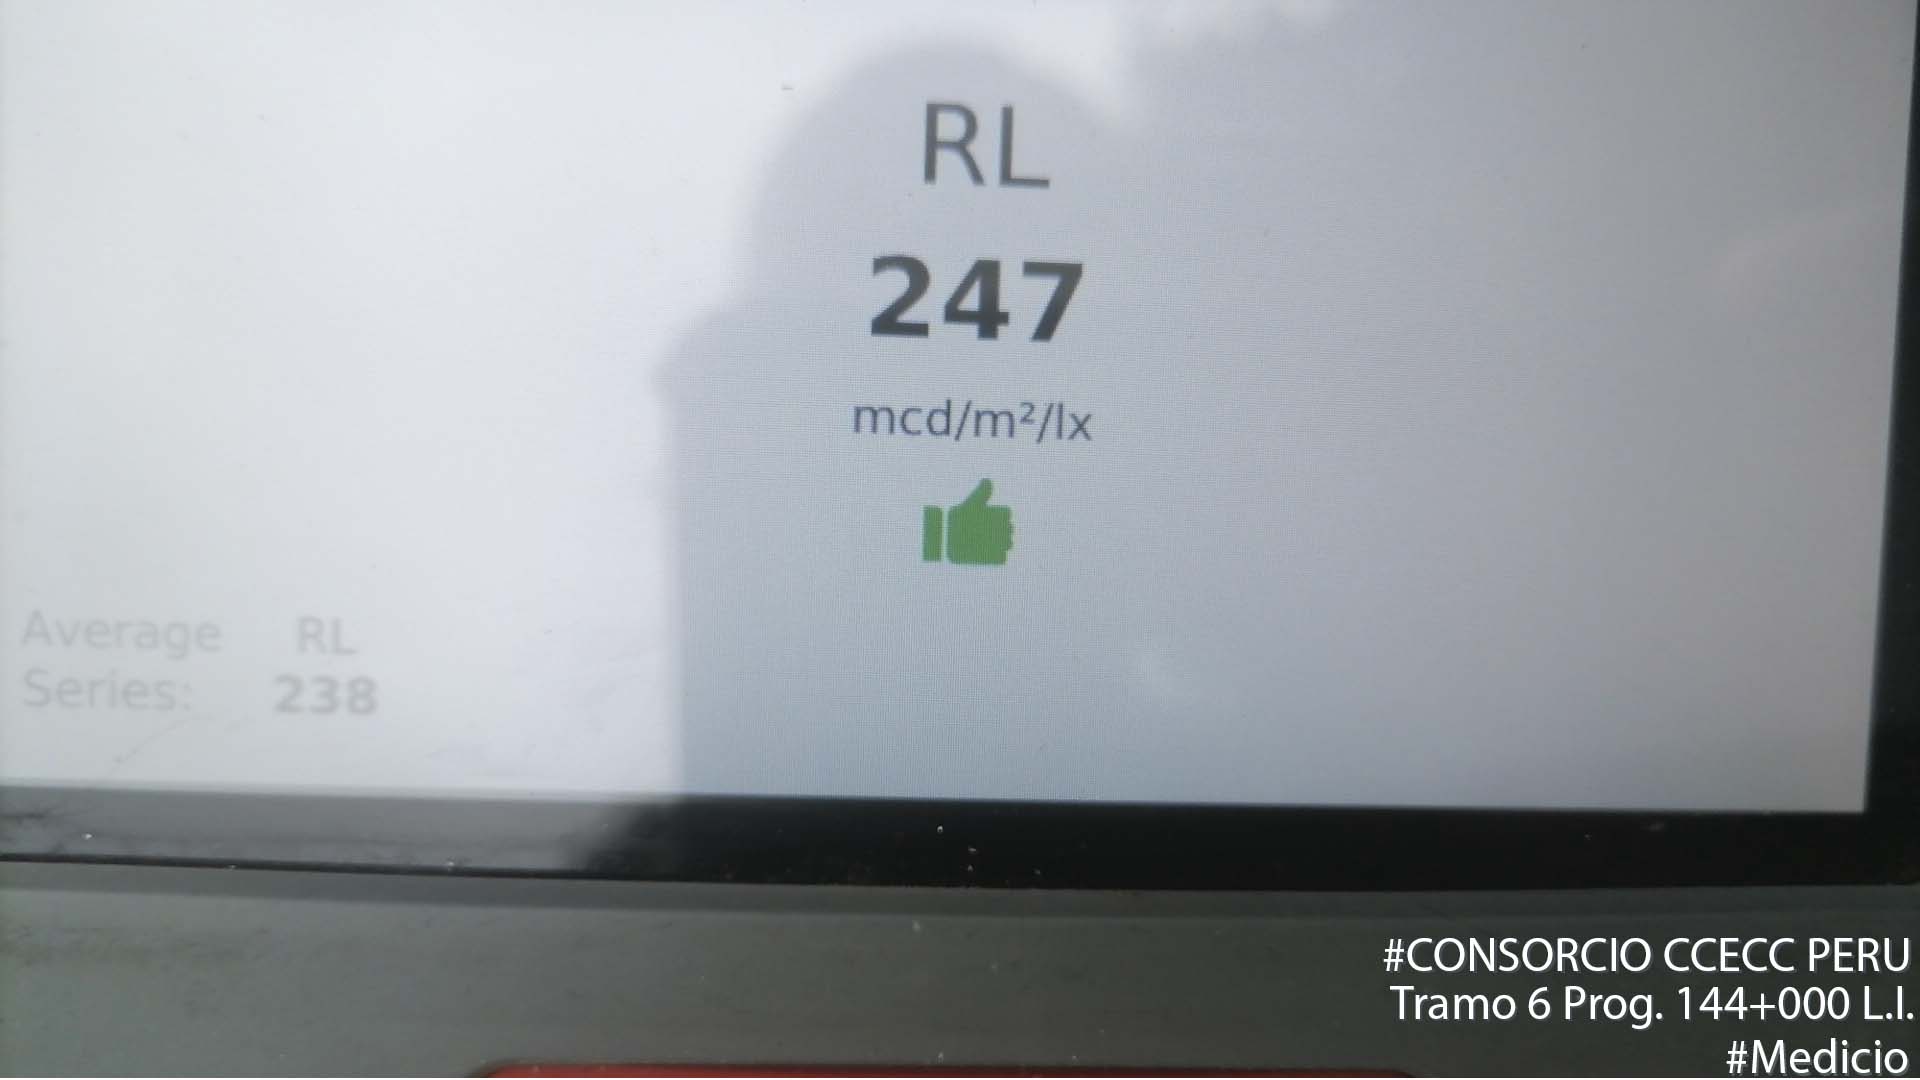 RL
247
mcd/m²/lx
Average RL
Series: 238
#CONSORCIO CCECC PERU
Tramo 6 Prog. 144+000 L.I.
#Medicio